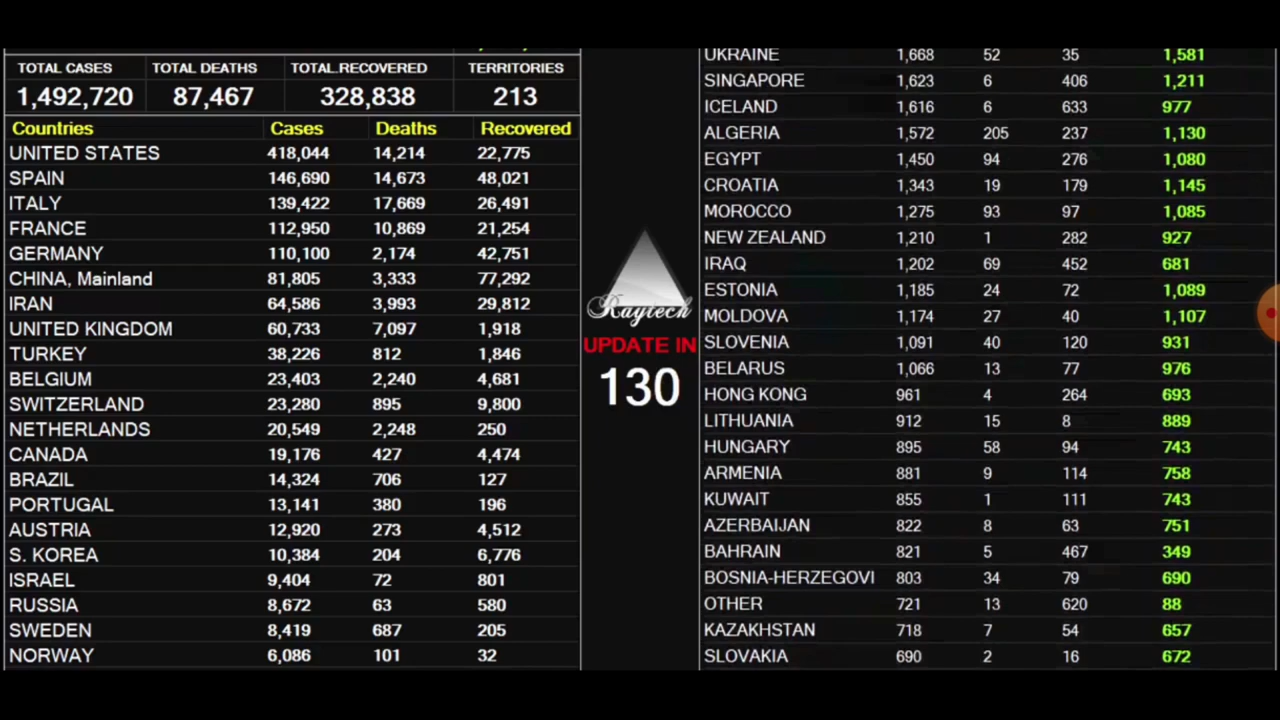 TOTAL CASES TOTAL DEATHS TOTAL.RECOVERED TERRITORIES
1,492,720 87,467 328,838 213
Countries Cases Deaths Recovered
UNITED STATES 418,044 14,214 22,775
SPAIN 146,690 14,673 48,021
ITALY 139,422 17,669 26,491
FRANCE 112,950 10,869 21,254
GERMANY 110,100 2,174 42,751
CHINA, Mainland 81,805 3,333 77,292
IRAN 64,586 3,993 29,812
UNITED KINGDOM 60,733 7,097 1,918
TURKEY 38,226 812 1,846
BELGIUM 23,403 2,240 4,681
SWITZERLAND 23,280 895 9,800
NETHERLANDS 20,549 2,248 250
CANADA 19,176 427 4,474
BRAZIL 14,324 706 127
PORTUGAL 13,141 380 196
AUSTRIA 12,920 273 4,512
S. KOREA 10,384 204 6,776
ISRAEL 9,404 72 801
RUSSIA 8,672 63 580
SWEDEN 8,419 687 205
NORWAY 6,086 101 32
Raytech
UPDATE IN
130
UKRAINE 1,668 52 35 1,581
SINGAPORE 1,623 6 406 1,211
ICELAND 1,616 6 633 977
ALGERIA 1,572 205 237 1,130
EGYPT 1,450 94 276 1,080
CROATIA 1,343 19 179 1,145
MOROCCO 1,275 93 97 1,085
NEW ZEALAND 1,210 1 282 927
IRAQ 1,202 69 452 681
ESTONIA 1,185 24 72 1,089
MOLDOVA 1,174 27 40 1,107
SLOVENIA 1,091 40 120 931
BELARUS 1,066 13 77 976
HONG KONG 961 4 264 693
LITHUANIA 912 15 8 889
HUNGARY 895 58 94 743
ARMENIA 881 9 114 758
KUWAIT 855 1 111 743
AZERBAIJAN 822 8 63 751
BAHRAIN 821 5 467 349
BOSNIA-HERZEGOVI 803 34 79 690
OTHER 721 13 620 88
KAZAKHSTAN 718 7 54 657
SLOVAKIA 690 2 16 672